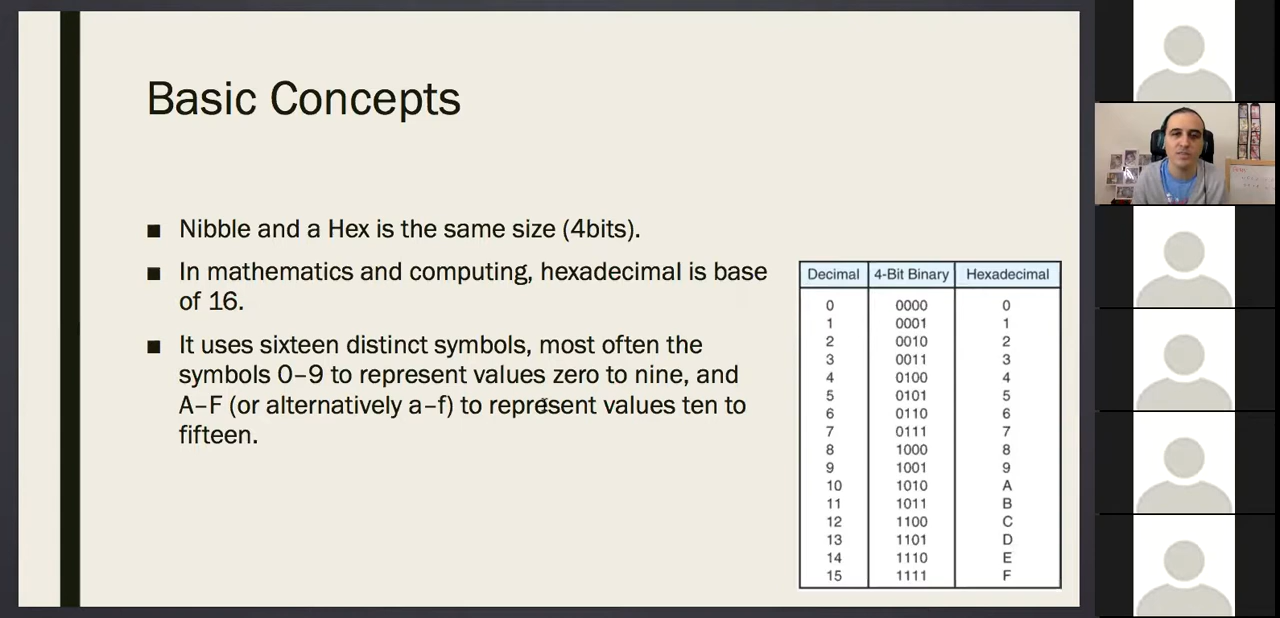 Basic Concepts
Nibble and a Hex is the same size (4bits).
In mathematics and computing, hexadecimal is base
of 16.
It uses sixteen distinct symbols, most often the
symbols 0–9 to represent values zero to nine, and
A–F (or alternatively a–f) to represent values ten to
fifteen.
Decimal 4-Bit Binary Hexadecimal
0 0000 0
1 0001 1
2 0010 2
3 0011 3
4 0100 4
5 0101 5
6 0110 6
7 0111 7
8 1000 8
9 1001 9
10 1010 A
11 1011 B
12 1100 C
13 1101 D
14 1110 E
15 1111 F